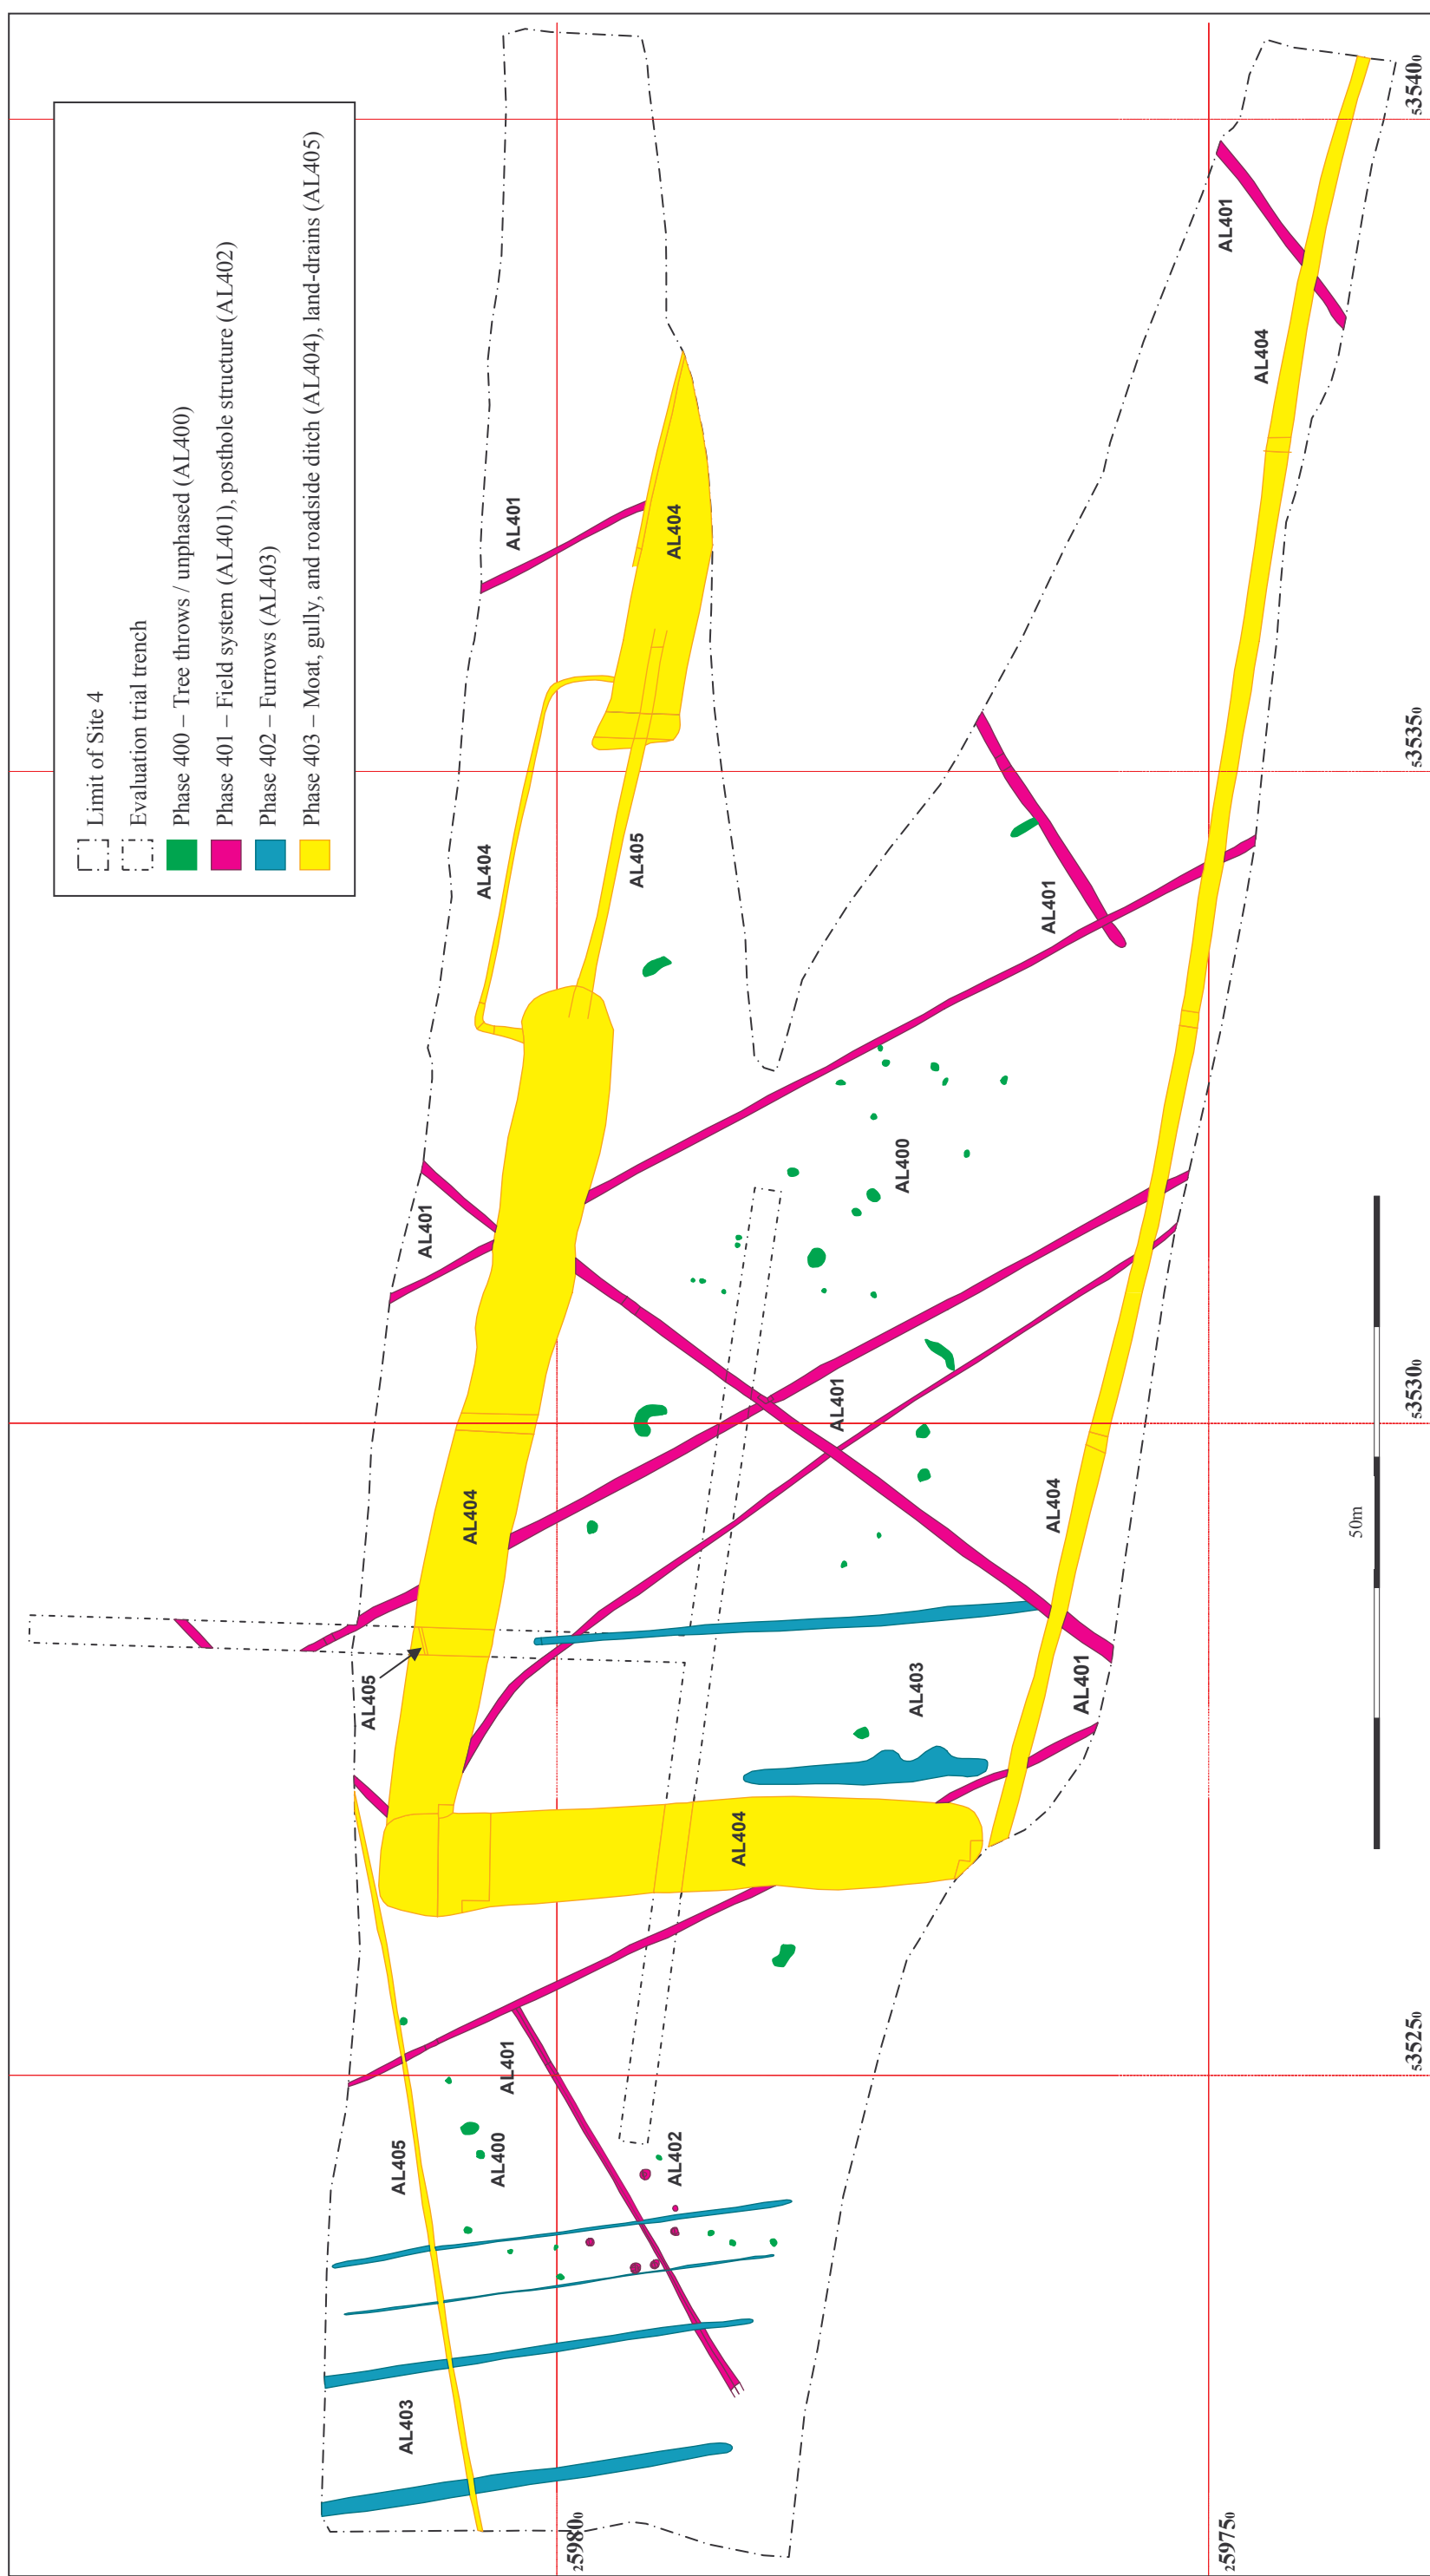 Limit of Site 4
Evaluation trial trench
Phase 400 – Tree throws / unphased (AL400)
Phase 401 – Field system (AL401), posthole structure (AL402)
Phase 402 – Furrows (AL403)
Phase 403 – Moat, gully, and roadside ditch (AL404), land-drains (AL405)
AL403
AL405
AL400
AL401
AL402
AL405
AL404
AL404
AL403
AL401
AL404
AL401
AL401
AL400
AL404
AL405
AL401
AL401
AL404
AL404
AL401
50m
259800
259750
535250
535300
535350
535400